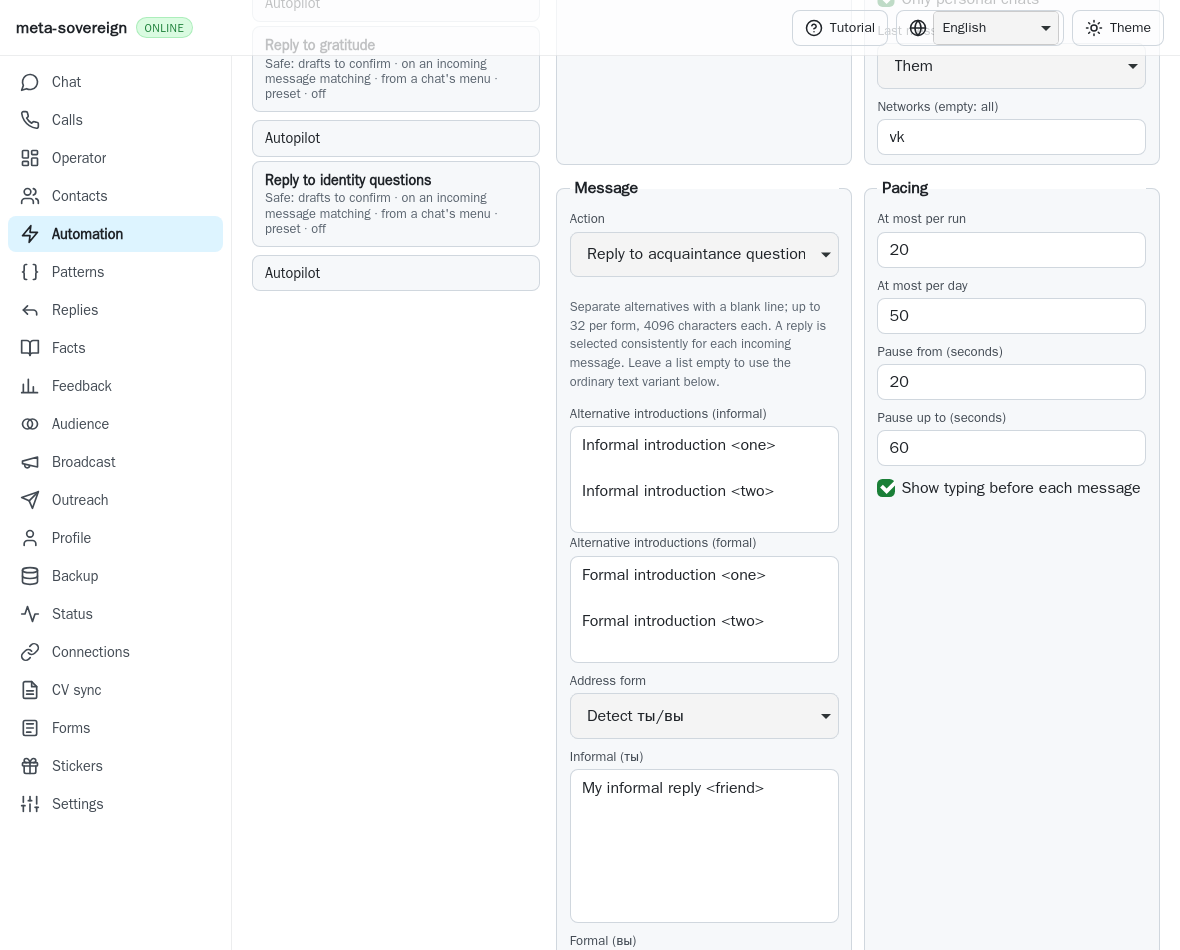 meta-sovereign
ONLINE
Tutorial
English
Theme
Chat
Calls
Operator
Contacts
Automation
Patterns
Replies
Facts
Feedback
Audience
Broadcast
Outreach
Profile
Backup
Status
Connections
CV sync
Forms
Stickers
Settings
Autopilot
Reply to gratitude
Safe: drafts to confirm · on an incoming
message matching · from a chat's menu ·
preset · off
Autopilot
Reply to identity questions
Safe: drafts to confirm · on an incoming
message matching · from a chat's menu ·
preset · off
Autopilot
Message
Action
Reply to acquaintance question
Separate alternatives with a blank line; up to
32 per form, 4096 characters each. A reply is
selected consistently for each incoming
message. Leave a list empty to use the
ordinary text variant below.
Alternative introductions (informal)
Informal introduction <one>
Informal introduction <two>
Alternative introductions (formal)
Formal introduction <one>
Formal introduction <two>
Address form
Detect ты/вы
Informal (ты)
My informal reply <friend>
Formal (вы)
Only personal chats
Last
Them
Networks (empty: all)
vk
Pacing
At most per run
20
At most per day
50
Pause from (seconds)
20
Pause up to (seconds)
60
Show typing before each message